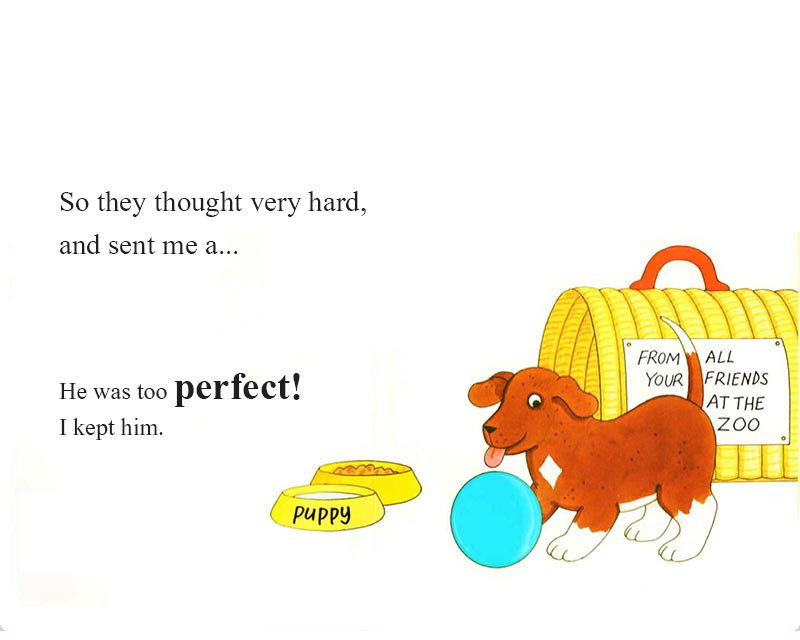 So they thought very hard,
and sent me a...
He was too perfect!
I kept him.
PUPPY
FROM ALL
YOUR FRIENDS
AT THE
ZOO